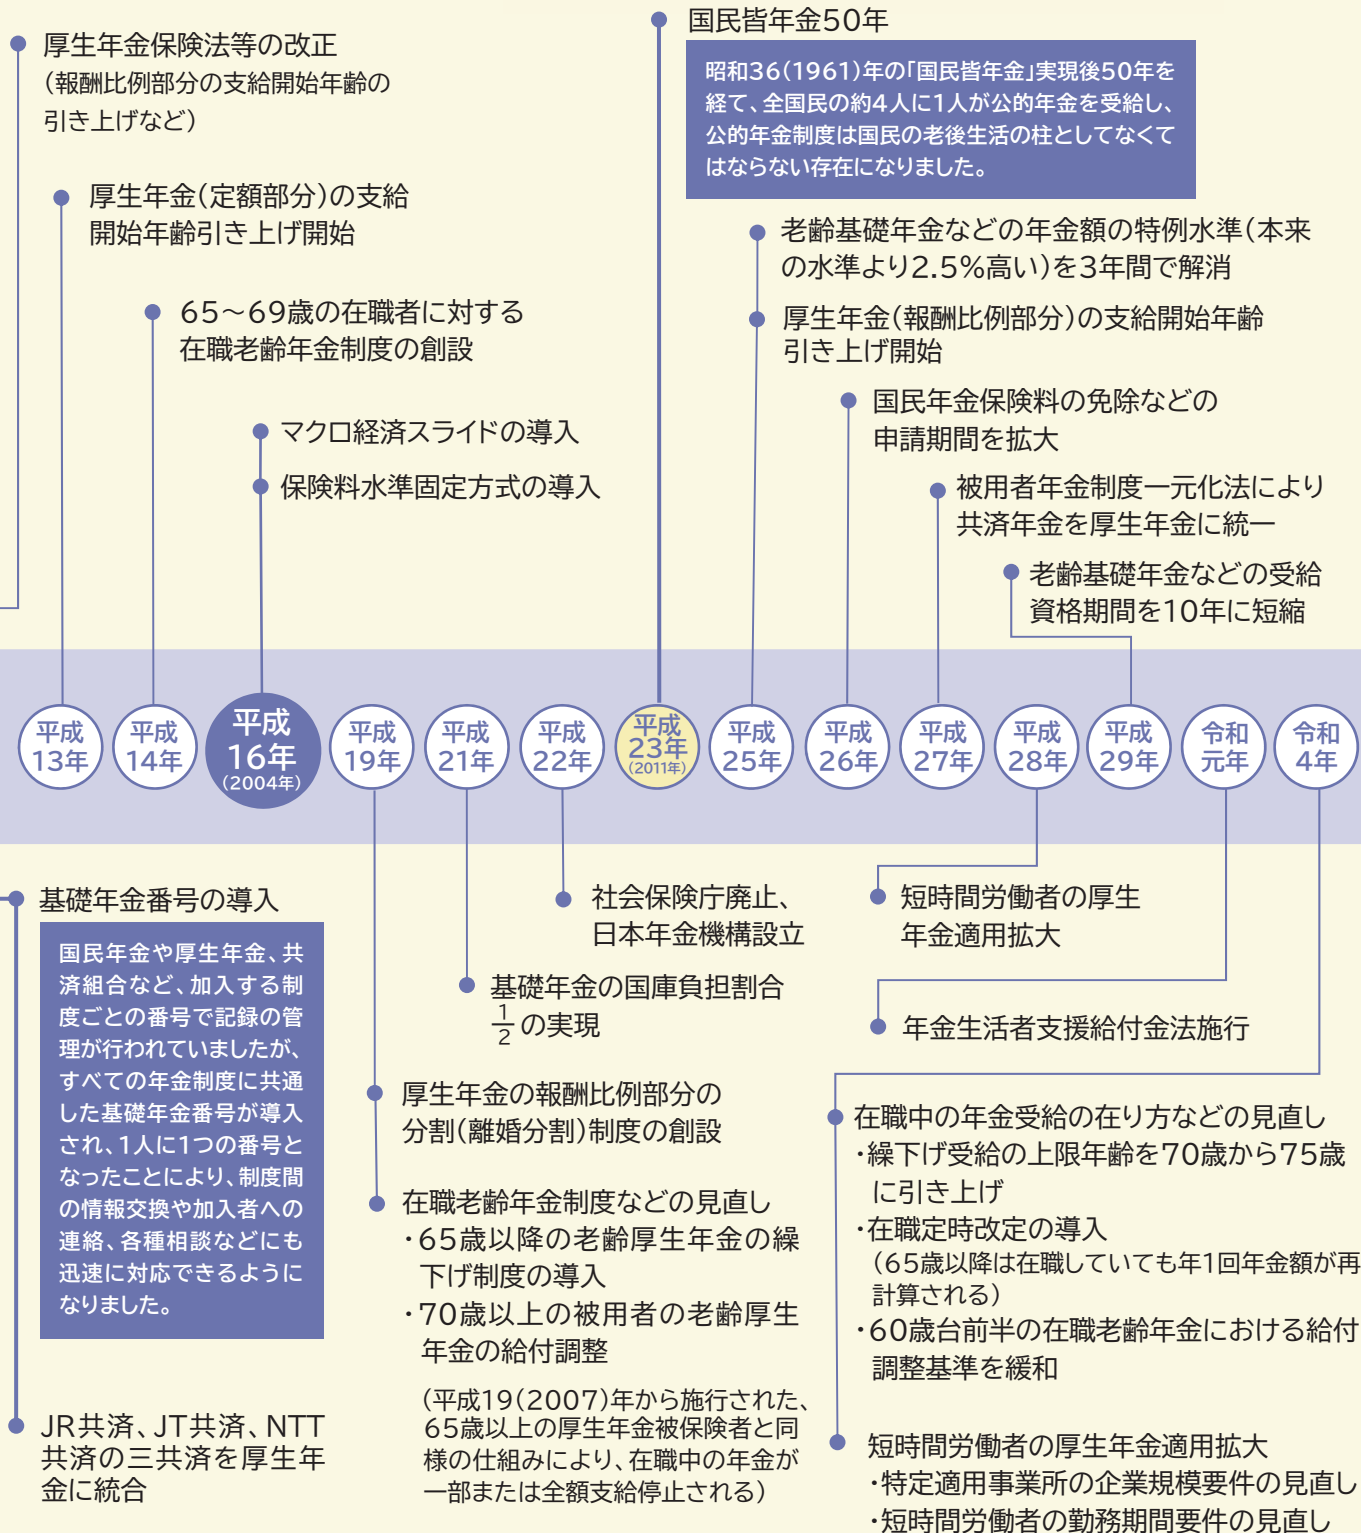 厚生年金保険法等の改正
（報酬比例部分の支給開始年齢の
引き上げなど）
厚生年金（定額部分）の支給
開始年齢引き上げ開始
65～69歳の在職者に対する
在職老齢年金制度の創設
マクロ経済スライドの導入
保険料水準固定方式の導入
国民皆年金50年
昭和36（1961）年の「国民皆年金」実現後50年を
経て、全国民の約4人に1人が公的年金を受給し、
公的年金制度は国民の老後生活の柱としてなくて
はならない存在になりました。
老齢基礎年金などの年金額の特例水準（本来
の水準より2.5％高い）を3年間で解消
厚生年金（報酬比例部分）の支給開始年齢
引き上げ開始
国民年金保険料の免除などの
申請期間を拡大
被用者年金制度一元化法により
共済年金を厚生年金に統一
老齢基礎年金などの受給
資格期間を10年に短縮
平成
13年
平成
14年
平成
16年
（2004年）
平成
19年
平成
21年
平成
22年
平成
23年
（2011年）
平成
25年
平成
26年
平成
27年
平成
28年
平成
29年
令和
元年
令和
4年
基礎年金番号の導入
国民年金や厚生年金、共
済組合など、加入する制
度ごとの番号で記録の管
理が行われていましたが、
すべての年金制度に共通
した基礎年金番号が導入
され、1人に1つの番号と
なったことにより、制度間
の情報交換や加入者への
連絡、各種相談などにも
迅速に対応できるように
なりました。
JR共済、JT共済、NTT
共済の三共済を厚生年
金に統合
社会保険庁廃止、
日本年金機構設立
基礎年金の国庫負担割合
1/2の実現
厚生年金の報酬比例部分の
分割（離婚分割）制度の創設
在職老齢年金制度などの見直し
・65歳以降の老齢厚生年金の繰
下げ制度の導入
・70歳以上の被用者の老齢厚生
年金の給付調整
（平成19（2007）年から施行された、
65歳以上の厚生年金被保険者と同
様の仕組みにより、在職中の年金が
一部または全額支給停止される）
短時間労働者の厚生
年金適用拡大
年金生活者支援給付金法施行
在職中の年金受給の在り方などの見直し
・繰下げ受給の上限年齢を70歳から75歳
に引き上げ
・在職定時改定の導入
（65歳以降は在職していても年1回年金額が再
計算される）
・60歳台前半の在職老齢年金における給付
調整基準を緩和
短時間労働者の厚生年金適用拡大
・特定適用事業所の企業規模要件の見直し
・短時間労働者の勤務期間要件の見直し